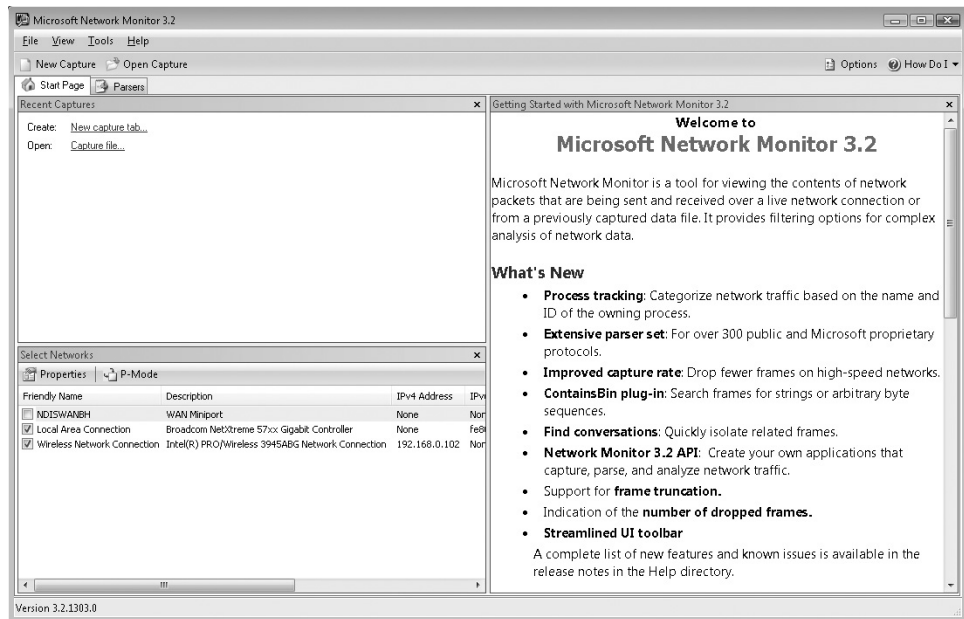 Microsoft Network Monitor 3.2
File View Tools Help
New Capture Open Capture
Options How Do I
Start Page Parsers
Recent Captures
Create: New capture tab...
Open: Capture file...
Select Networks
Properties P-Mode
Friendly Name Description IPv4 Address IPv
NDISWANBH WAN Miniport None Non
Local Area Connection Broadcom NetXtreme 57xx Gigabit Controller None fe8
Wireless Network Connection Intel(R) PRO/Wireless 3945ABG Network Connection 192.168.0.102 Non
Getting Started with Microsoft Network Monitor 3.2
Welcome to
Microsoft Network Monitor 3.2
Microsoft Network Monitor is a tool for viewing the contents of network
packets that are being sent and received over a live network connection or
from a previously captured data file. It provides filtering options for complex
analysis of network data.
What's New
• Process tracking: Categorize network traffic based on the name and
ID of the owning process.
• Extensive parser set: For over 300 public and Microsoft proprietary
protocols.
• Improved capture rate: Drop fewer frames on high-speed networks.
• ContainsBin plug-in: Search frames for strings or arbitrary byte
sequences.
• Find conversations: Quickly isolate related frames.
• Network Monitor 3.2 API: Create your own applications that
capture, parse, and analyze network traffic.
• Support for frame truncation.
• Indication of the number of dropped frames.
• Streamlined UI toolbar
A complete list of new features and known issues is available in the
release notes in the Help directory.
Version 3.2.1303.0